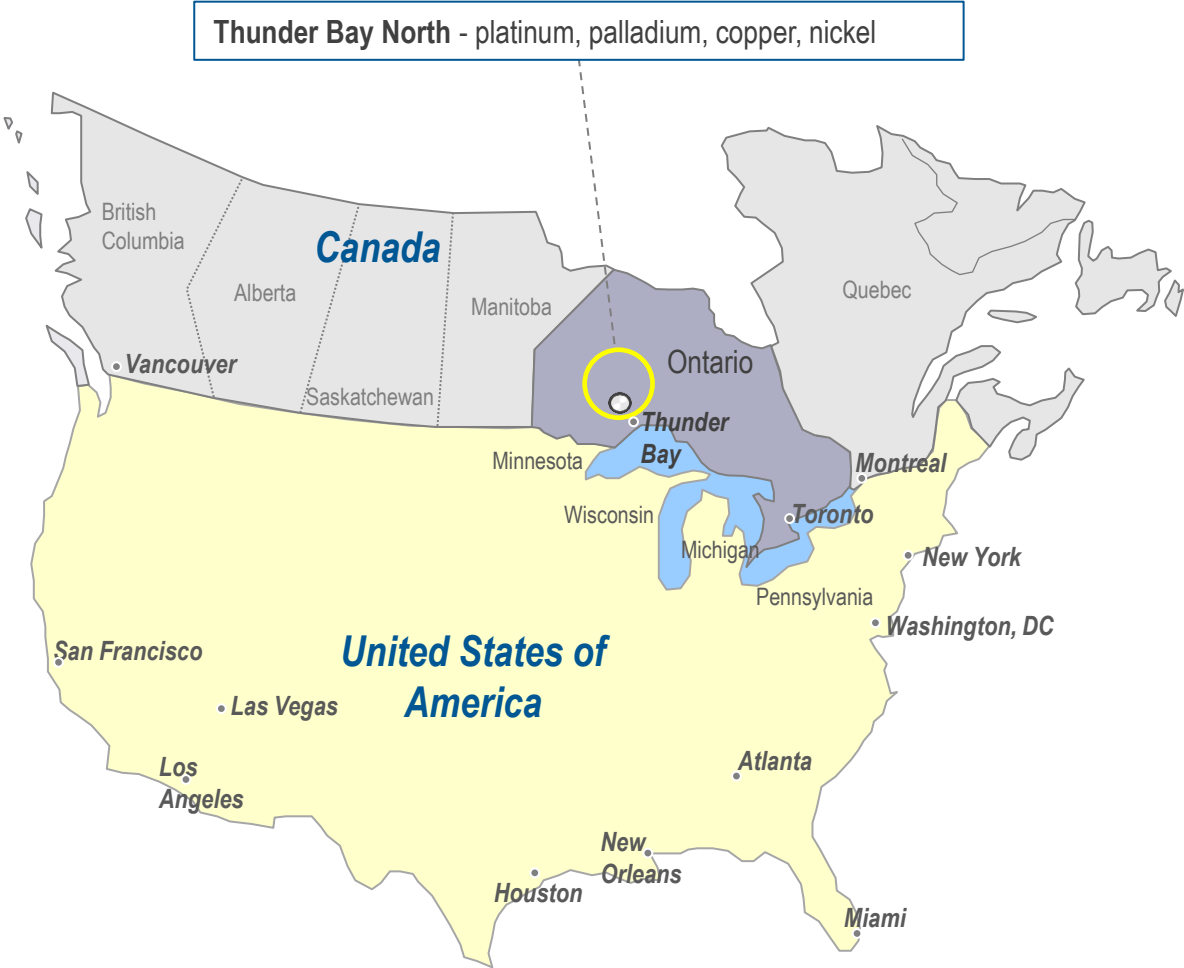 Thunder Bay North - platinum, palladium, copper, nickel
British
Columbia
Canada
Alberta
Manitoba
Quebec
Vancouver
Saskatchewan
Ontario
Thunder
Bay
Minnesota
Montreal
Wisconsin
Toronto
Michigan
New York
Pennsylvania
Washington, DC
San Francisco
United States of
America
Las Vegas
Los
Angeles
Atlanta
New
Orleans
Houston
Miami